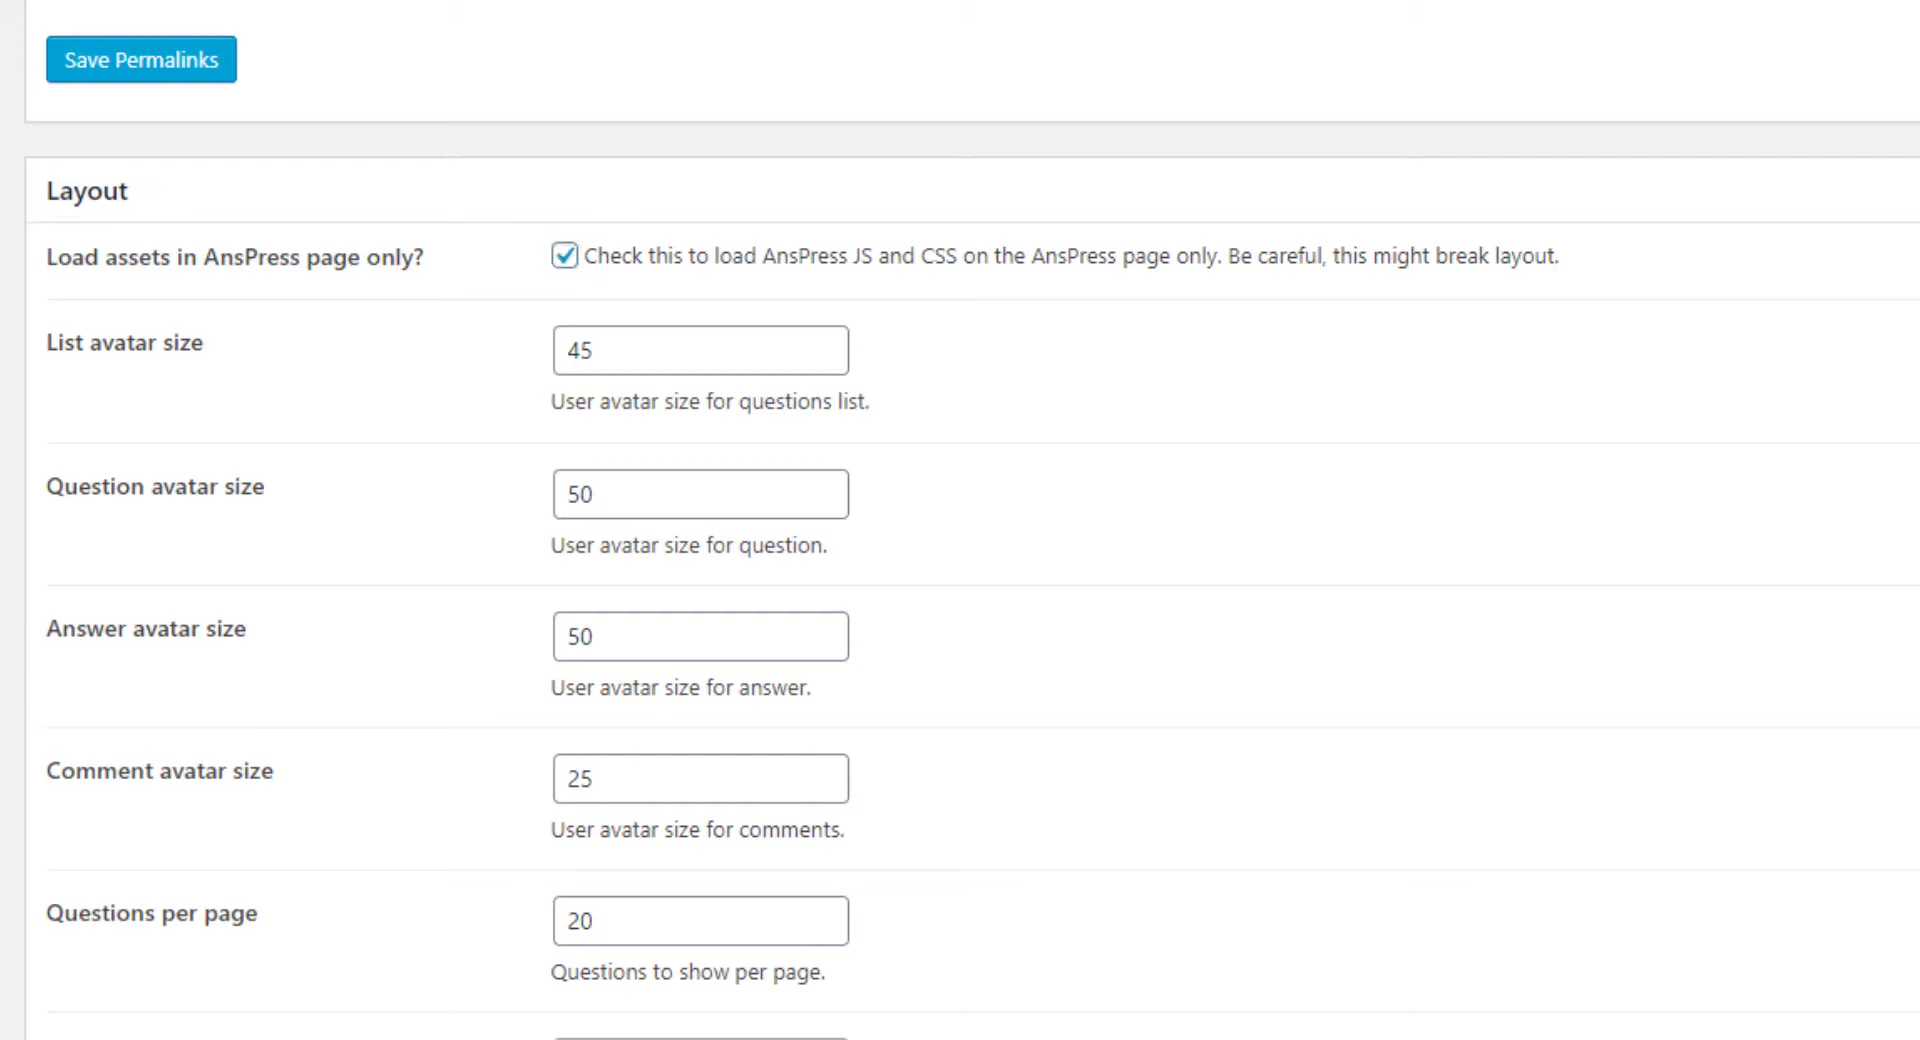 Save Permalinks
Layout
Load assets in AnsPress page only?
Check this to load AnsPress JS and CSS on the AnsPress page only. Be careful, this might break layout.
List avatar size
45
User avatar size for questions list.
Question avatar size
50
User avatar size for question.
Answer avatar size
50
User avatar size for answer.
Comment avatar size
25
User avatar size for comments.
Questions per page
20
Questions to show per page.